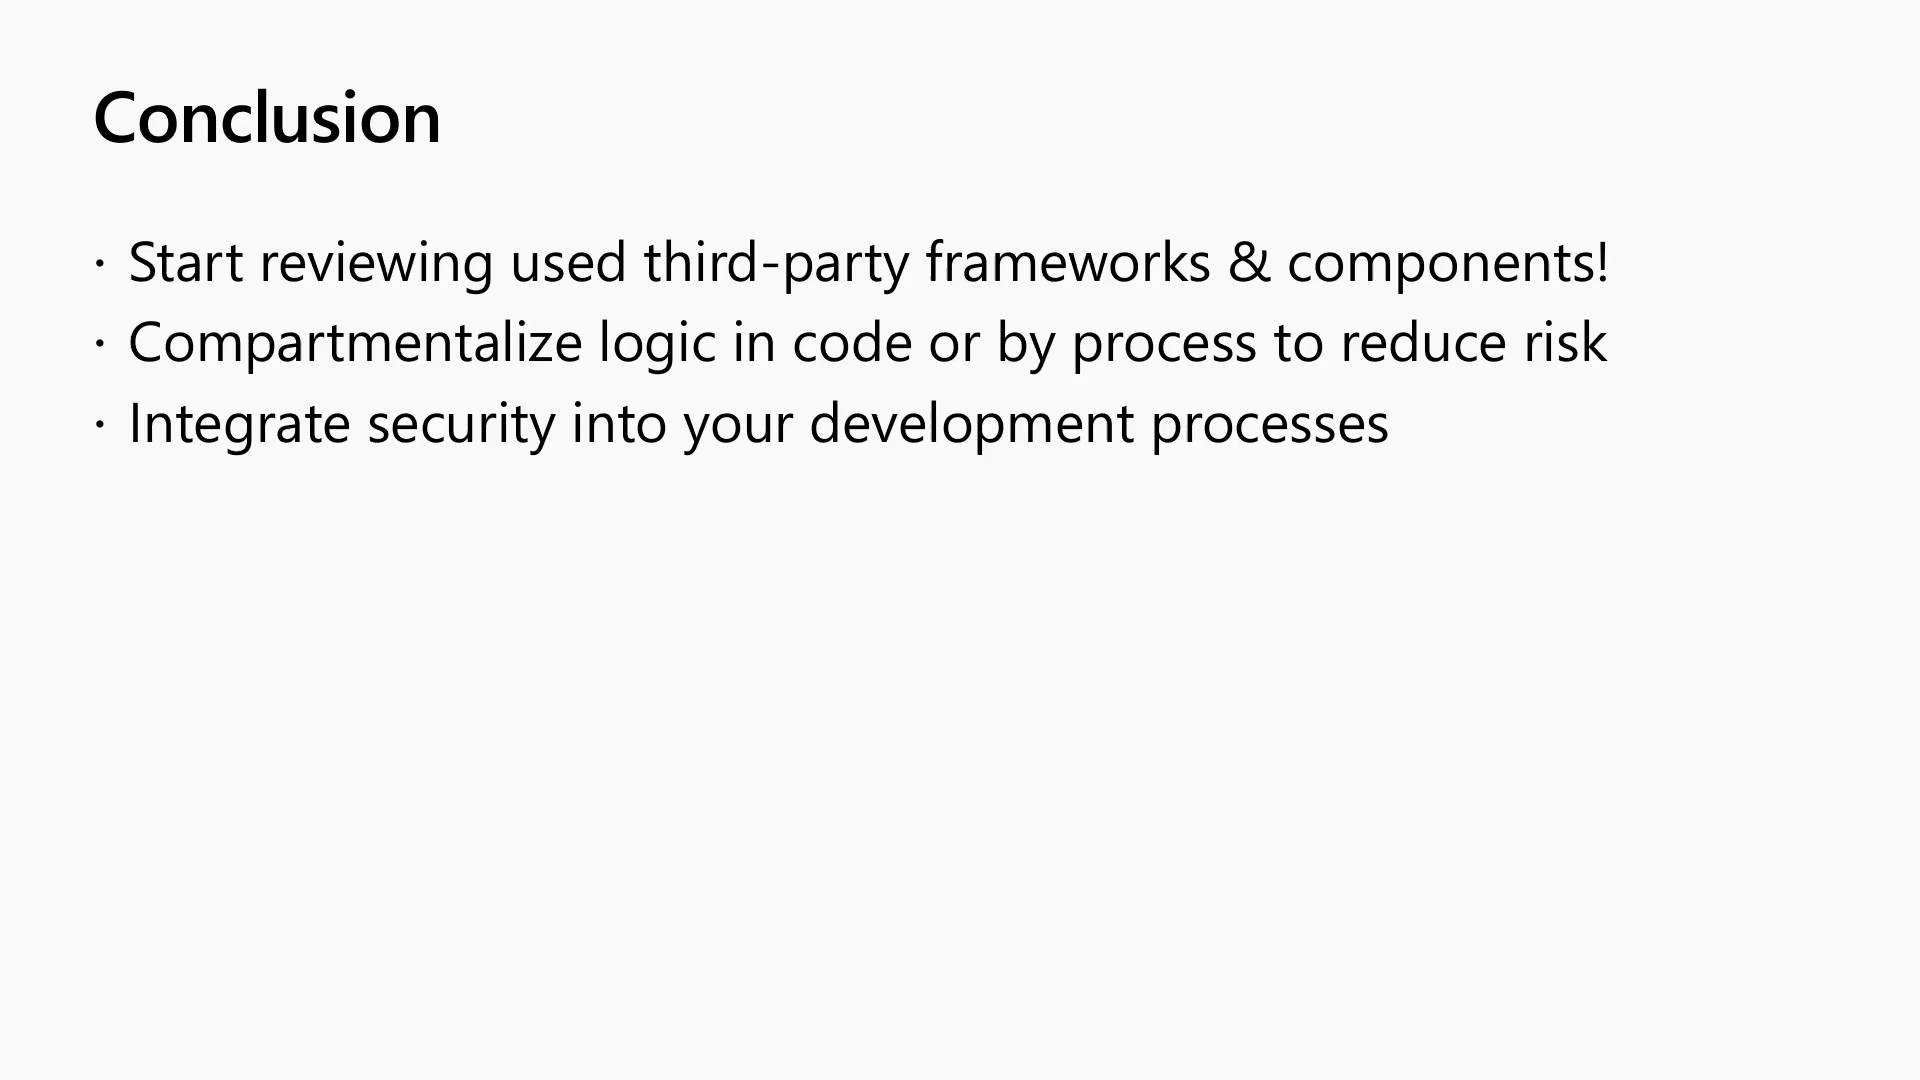 Conclusion
· Start reviewing used third-party frameworks & components!
· Compartmentalize logic in code or by process to reduce risk
· Integrate security into your development processes